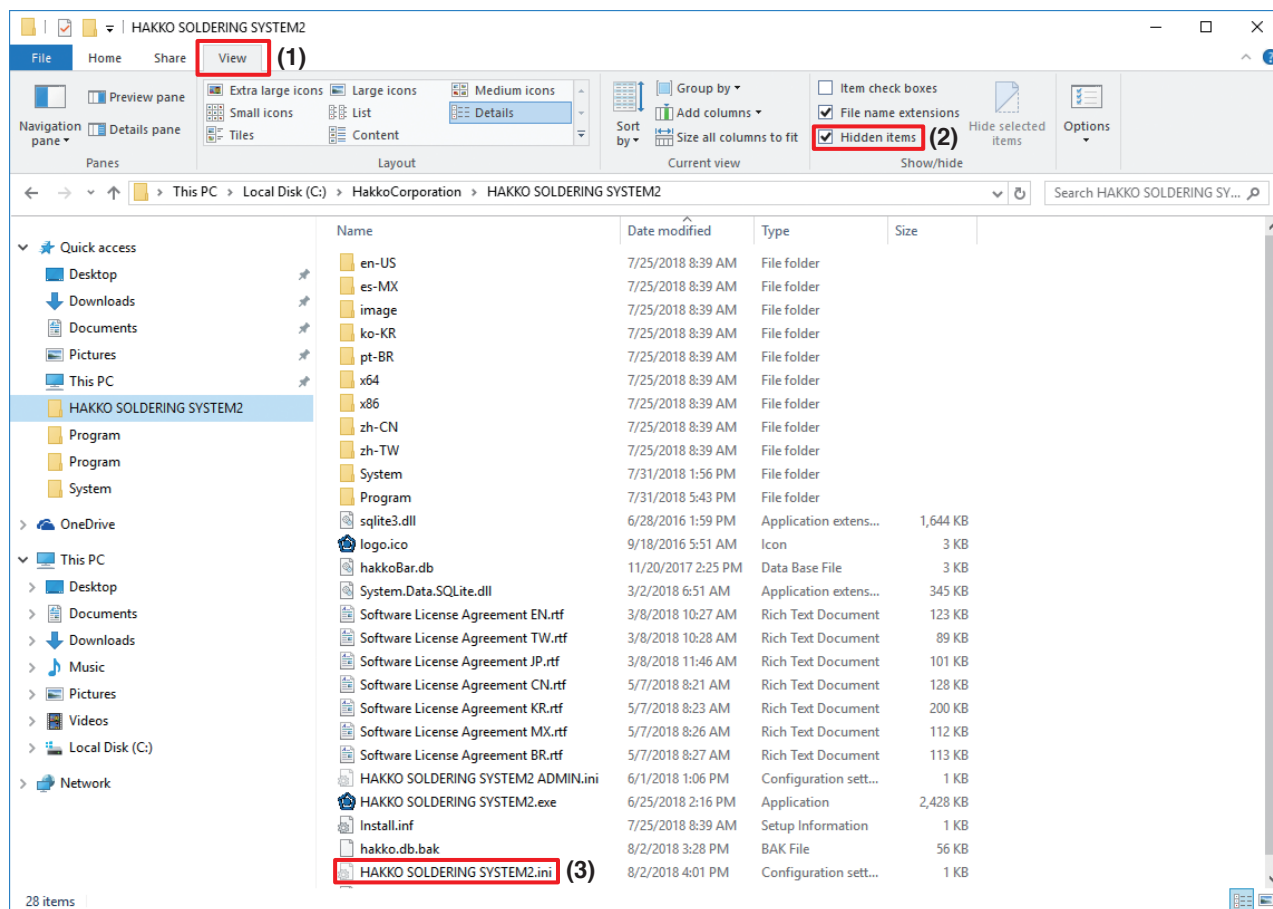 HAKKO SOLDERING SYSTEM2
File Home Share View (1)
Navigation pane
Preview pane
Details pane
Panes
Extra large icons Large icons Medium icons
Small icons List Details
Tiles Content
Layout
Sort by
Group by
Add columns
Size all columns to fit
Current view
Item check boxes
File name extensions
Hidden items (2)
Hide selected items
Show/hide
Options
This PC > Local Disk (C:) > HakkoCorporation > HAKKO SOLDERING SYSTEM2
Search HAKKO SOLDERING SY...
Quick access
Desktop
Downloads
Documents
Pictures
This PC
HAKKO SOLDERING SYSTEM2
Program
Program
System
OneDrive
This PC
Desktop
Documents
Downloads
Music
Pictures
Videos
Local Disk (C:)
Network
Name Date modified Type Size
en-US 7/25/2018 8:39 AM File folder
es-MX 7/25/2018 8:39 AM File folder
image 7/25/2018 8:39 AM File folder
ko-KR 7/25/2018 8:39 AM File folder
pt-BR 7/25/2018 8:39 AM File folder
x64 7/25/2018 8:39 AM File folder
x86 7/25/2018 8:39 AM File folder
zh-CN 7/25/2018 8:39 AM File folder
zh-TW 7/25/2018 8:39 AM File folder
System 7/31/2018 1:56 PM File folder
Program 7/31/2018 5:43 PM File folder
sqlite3.dll 6/28/2016 1:59 PM Application extens... 1,644 KB
logo.ico 9/18/2016 5:51 AM Icon 3 KB
hakkoBar.db 11/20/2017 2:25 PM Data Base File 3 KB
System.Data.SQLite.dll 3/2/2018 6:51 AM Application extens... 345 KB
Software License Agreement EN.rtf 3/8/2018 10:27 AM Rich Text Document 123 KB
Software License Agreement TW.rtf 3/8/2018 10:28 AM Rich Text Document 89 KB
Software License Agreement JP.rtf 3/8/2018 11:46 AM Rich Text Document 101 KB
Software License Agreement CN.rtf 5/7/2018 8:21 AM Rich Text Document 128 KB
Software License Agreement KR.rtf 5/7/2018 8:23 AM Rich Text Document 200 KB
Software License Agreement MX.rtf 5/7/2018 8:26 AM Rich Text Document 112 KB
Software License Agreement BR.rtf 5/7/2018 8:27 AM Rich Text Document 113 KB
HAKKO SOLDERING SYSTEM2 ADMIN.ini 6/1/2018 1:06 PM Configuration sett... 1 KB
HAKKO SOLDERING SYSTEM2.exe 6/25/2018 2:16 PM Application 2,428 KB
Install.inf 7/25/2018 8:39 AM Setup Information 1 KB
hakko.db.bak 8/2/2018 3:28 PM BAK File 56 KB
HAKKO SOLDERING SYSTEM2.ini (3) 8/2/2018 4:01 PM Configuration sett... 1 KB
28 items